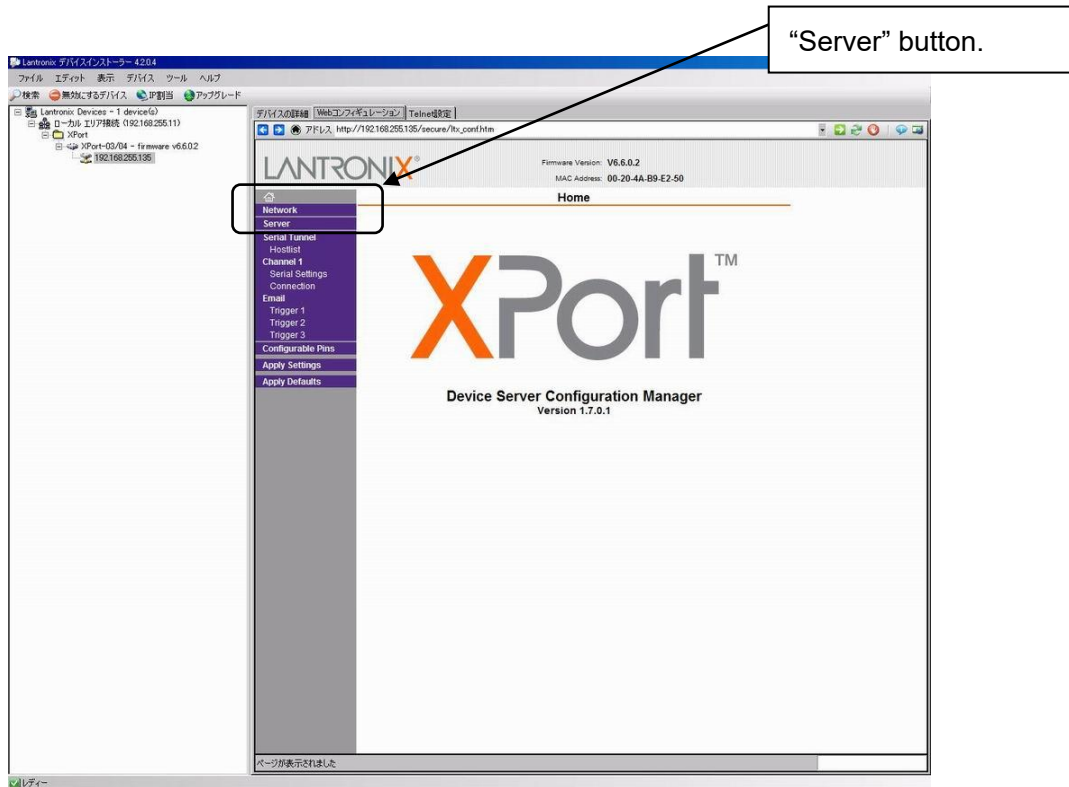 “Server” button.
Lantronix デバイスインストーラー 4.2.0.4
ファイル エディット 表示 デバイス ツール ヘルプ
検索 無効にするデバイス IP割当 アップグレード
Lantronix Devices - 1 device(s)
ローカル エリア接続 (192.168.255.11)
XPort
XPort-03/04 - firmware v6.6.0.2
192.168.255.135
デバイスの詳細 Webコンフィギュレーション Telnet設定
アドレス http://192.168.255.135/secure/ltx_conf.htm
LANTRONIX®
Firmware Version: V6.6.0.2
MAC Address: 00-20-4A-B9-E2-50
Home
Network
Server
Serial Tunnel
Hostlist
Channel 1
Serial Settings
Connection
Email
Trigger 1
Trigger 2
Trigger 3
Configurable Pins
Apply Settings
Apply Defaults
XPort™
Device Server Configuration Manager
Version 1.7.0.1
ページが表示されました
レディー